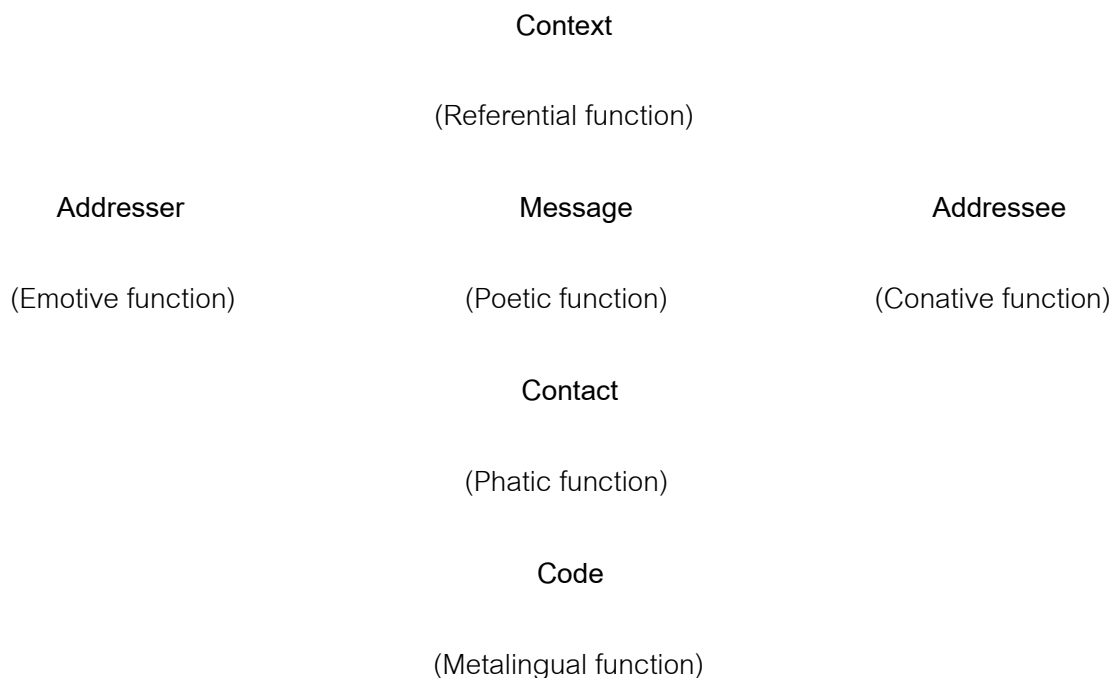 Context
(Referential function)
Addresser Message Addressee
(Emotive function) (Poetic function) (Conative function)
Contact
(Phatic function)
Code
(Metalingual function)